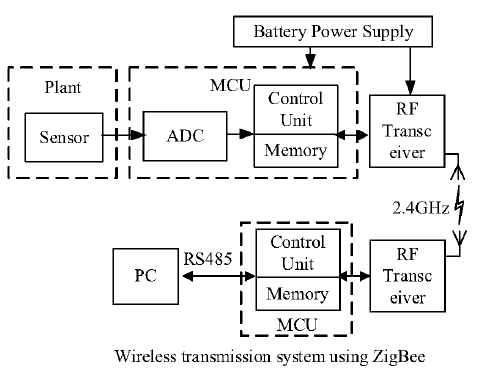 Battery Power Supply
Plant
MCU
Sensor
ADC
Control
Unit
Memory
RF
Transc
eiver
2.4GHz
PC
RS485
Control
Unit
Memory
MCU
RF
Transc
eiver
Wireless transmission system using ZigBee